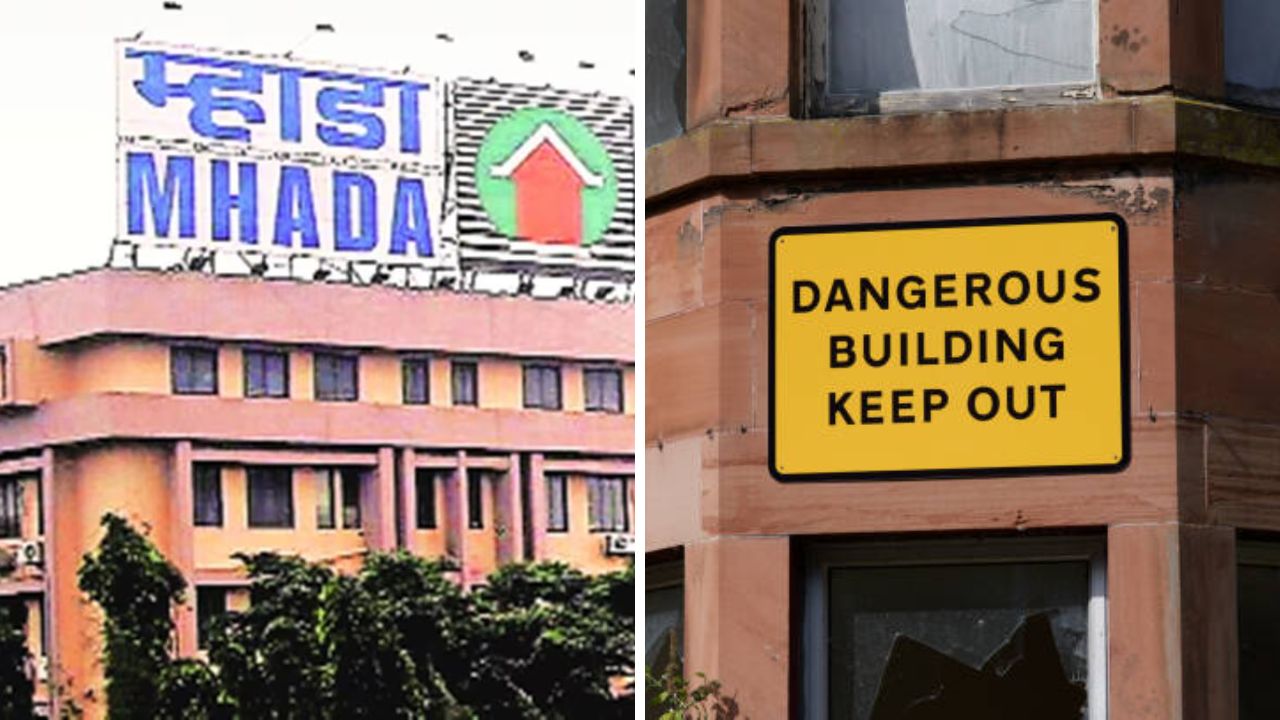 म्हाडा
MHADA
DANGEROUS
BUILDING
KEEP OUT